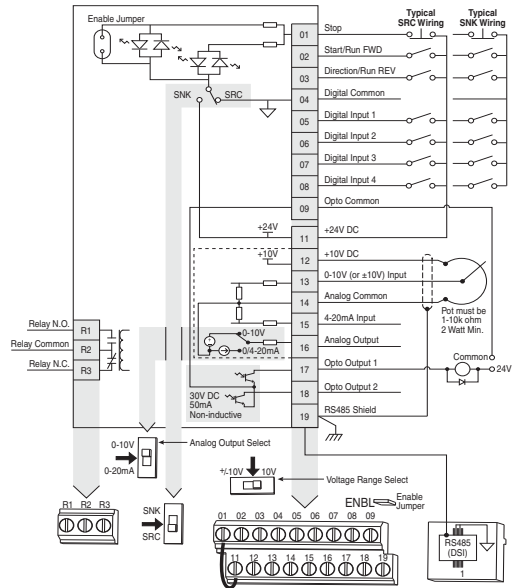 Enable Jumper
Typical
SRC Wiring
Typical
SNK Wiring
01 Stop
02 Start/Run FWD
03 Direction/Run REV
SNK SRC
04 Digital Common
05 Digital Input 1
06 Digital Input 2
07 Digital Input 3
08 Digital Input 4
09 Opto Common
+24V
11 +24V DC
+10V
12 +10V DC
13 0-10V (or ±10V) Input
14 Analog Common
Pot must be
1-10k ohm
2 Watt Min.
15 4-20mA Input
0-10V
16 Analog Output
0/4-20mA
Relay N.O. R1
Relay Common R2
Relay N.C. R3
17 Opto Output 1
Common
24V
30V DC
50mA
Non-inductive
18 Opto Output 2
19 RS485 Shield
0-10V
0-20mA
Analog Output Select
+/-10V 10V
Voltage Range Select
R1 R2 R3
SNK
SRC
ENBL
Enable
Jumper
01 02 03 04 05 06 07 08 09
11 12 13 14 15 16 17 18 19
RS485
(DSI)
1